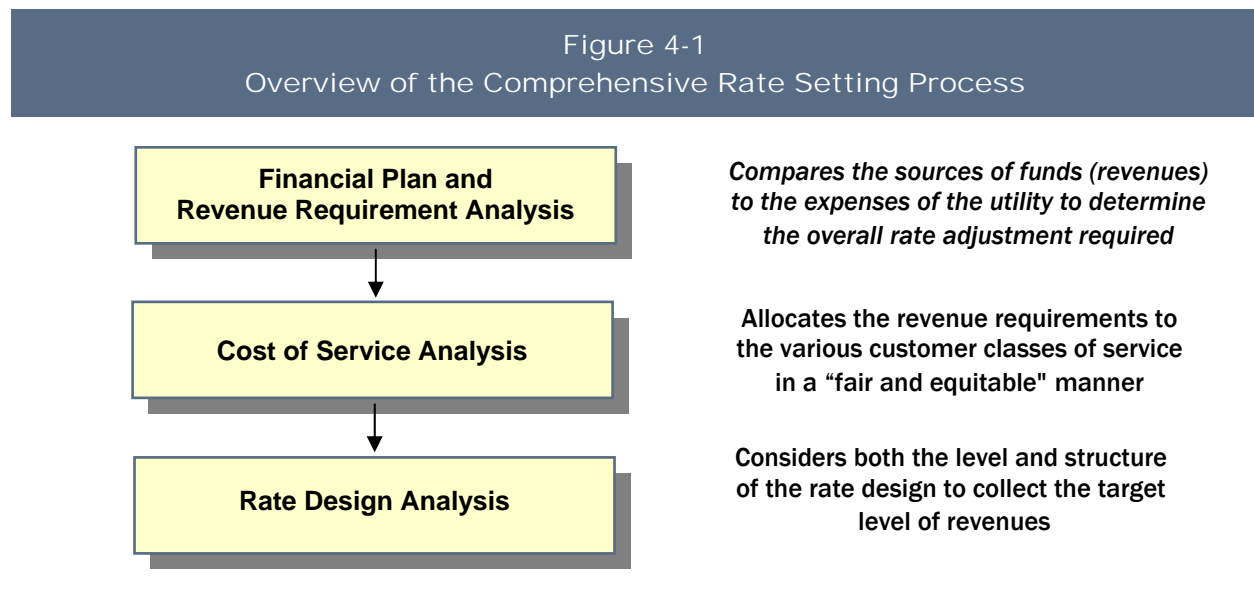 Figure 4-1
Overview of the Comprehensive Rate Setting Process
Financial Plan and
Revenue Requirement Analysis
Compares the sources of funds (revenues)
to the expenses of the utility to determine
the overall rate adjustment required
Cost of Service Analysis
Allocates the revenue requirements to
the various customer classes of service
in a “fair and equitable" manner
Rate Design Analysis
Considers both the level and structure
of the rate design to collect the target
level of revenues